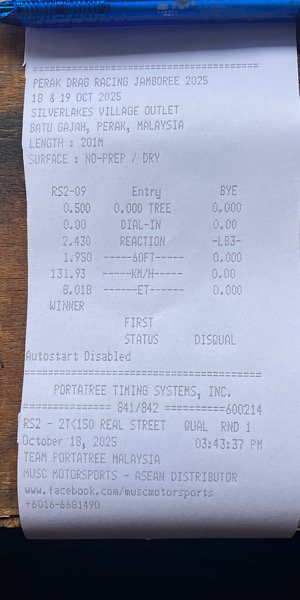 ========================================
PERAK DRAG RACING JAMBOREE 2025
18 & 19 OCT 2025
SILVERLAKES VILLAGE OUTLET
BATU GAJAH, PERAK, MALAYSIA
LENGTH : 201M
SURFACE : NO-PREP / DRY
RS2-09 Entry BYE
0.500 0.000 TREE 0.000
0.00 DIAL-IN 0.00
2.430 REACTION -LB3-
1.950 ------60FT----- 0.000
131.93 ------KM/H----- 0.00
8.018 ------ET----- 0.000
WINNER
FIRST
STATUS DISQUAL
Autostart Disabled
========================================
PORTATREE TIMING SYSTEMS, INC.
=============== 841/842 ==========600214
RS2 - 2TK150 REAL STREET QUAL RND 1
October 18, 2025 03:43:37 PM
TEAM PORTATREE MALAYSIA
MUSC MOTORSPORTS - ASEAN DISTRIBUTOR
www.facebook.com/muscmotorsports
+6016-6681490